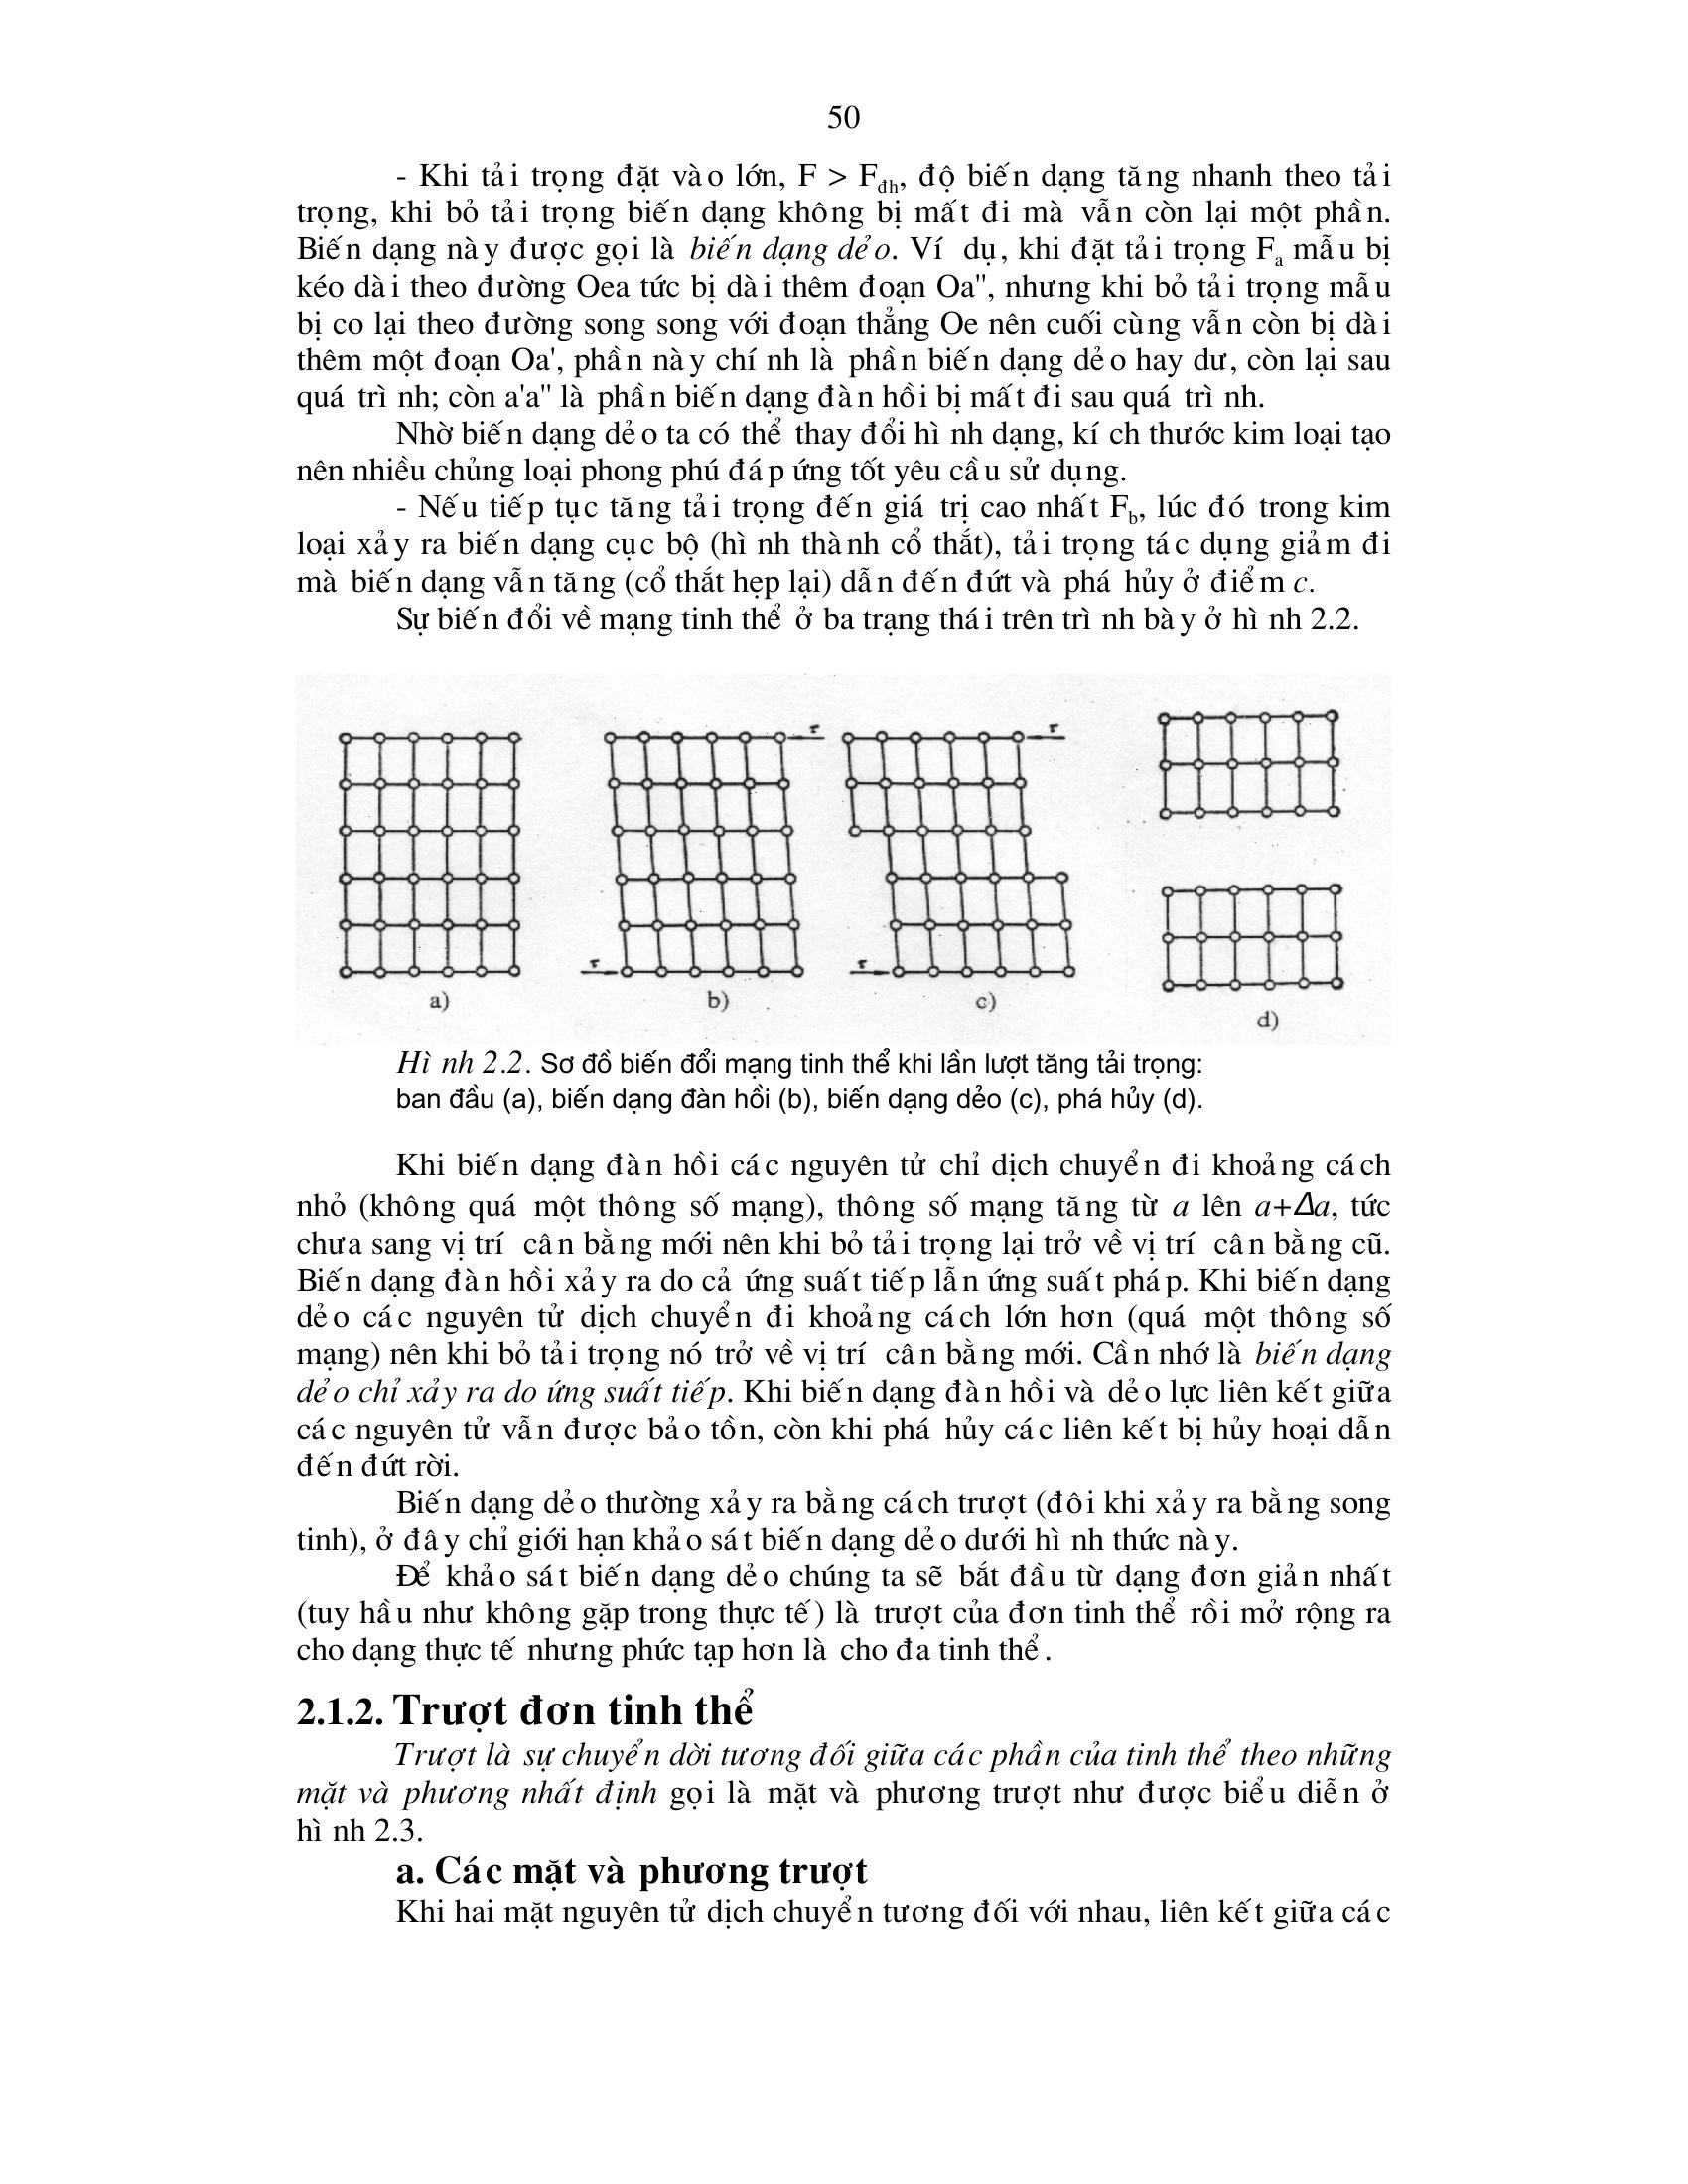 50
- Khi tải trọng đặt vào lớn, F > Fđh, độ biến dạng tăng nhanh theo tải
trọng, khi bỏ tải trọng biến dạng không bị mất đi mà vẫn còn lại một phần.
Biến dạng này được gọi là biến dạng dẻo. Ví dụ, khi đặt tải trọng Fa mẫu bị
kéo dài theo đường Oea tức bị dài thêm đoạn Oa", nhưng khi bỏ tải trọng mẫu
bị co lại theo đường song song với đoạn thẳng Oe nên cuối cùng vẫn còn bị dài
thêm một đoạn Oa', phần này chính là phần biến dạng dẻo hay dư, còn lại sau
quá trình; còn a'a" là phần biến dạng đàn hồi bị mất đi sau quá trình.
Nhờ biến dạng dẻo ta có thể thay đổi hình dạng, kích thước kim loại tạo
nên nhiều chủng loại phong phú đáp ứng tốt yêu cầu sử dụng.
- Nếu tiếp tục tăng tải trọng đến giá trị cao nhất Fb, lúc đó trong kim
loại xảy ra biến dạng cục bộ (hình thành cổ thắt), tải trọng tác dụng giảm đi
mà biến dạng vẫn tăng (cổ thắt hẹp lại) dẫn đến đứt và phá hủy ở điểm c.
Sự biến đổi về mạng tinh thể ở ba trạng thái trên trình bày ở hình 2.2.
τ τ
τ τ
a) b) c) d)
Hình 2.2. Sơ đồ biến đổi mạng tinh thể khi lần lượt tăng tải trọng:
ban đầu (a), biến dạng đàn hồi (b), biến dạng dẻo (c), phá hủy (d).
Khi biến dạng đàn hồi các nguyên tử chỉ dịch chuyển đi khoảng cách
nhỏ (không quá một thông số mạng), thông số mạng tăng từ a lên a+Δa, tức
chưa sang vị trí cân bằng mới nên khi bỏ tải trọng lại trở về vị trí cân bằng cũ.
Biến dạng đàn hồi xảy ra do cả ứng suất tiếp lẫn ứng suất pháp. Khi biến dạng
dẻo các nguyên tử dịch chuyển đi khoảng cách lớn hơn (quá một thông số
mạng) nên khi bỏ tải trọng nó trở về vị trí cân bằng mới. Cần nhớ là biến dạng
dẻo chỉ xảy ra do ứng suất tiếp. Khi biến dạng đàn hồi và dẻo lực liên kết giữa
các nguyên tử vẫn được bảo tồn, còn khi phá hủy các liên kết bị hủy hoại dẫn
đến đứt rời.
Biến dạng dẻo thường xảy ra bằng cách trượt (đôi khi xảy ra bằng song
tinh), ở đây chỉ giới hạn khảo sát biến dạng dẻo dưới hình thức này.
Để khảo sát biến dạng dẻo chúng ta sẽ bắt đầu từ dạng đơn giản nhất
(tuy hầu như không gặp trong thực tế) là trượt của đơn tinh thể rồi mở rộng ra
cho dạng thực tế nhưng phức tạp hơn là cho đa tinh thể.
2.1.2. Trượt đơn tinh thể
Trượt là sự chuyển dời tương đối giữa các phần của tinh thể theo những
mặt và phương nhất định gọi là mặt và phương trượt như được biểu diễn ở
hình 2.3.
a. Các mặt và phương trượt
Khi hai mặt nguyên tử dịch chuyển tương đối với nhau, liên kết giữa các